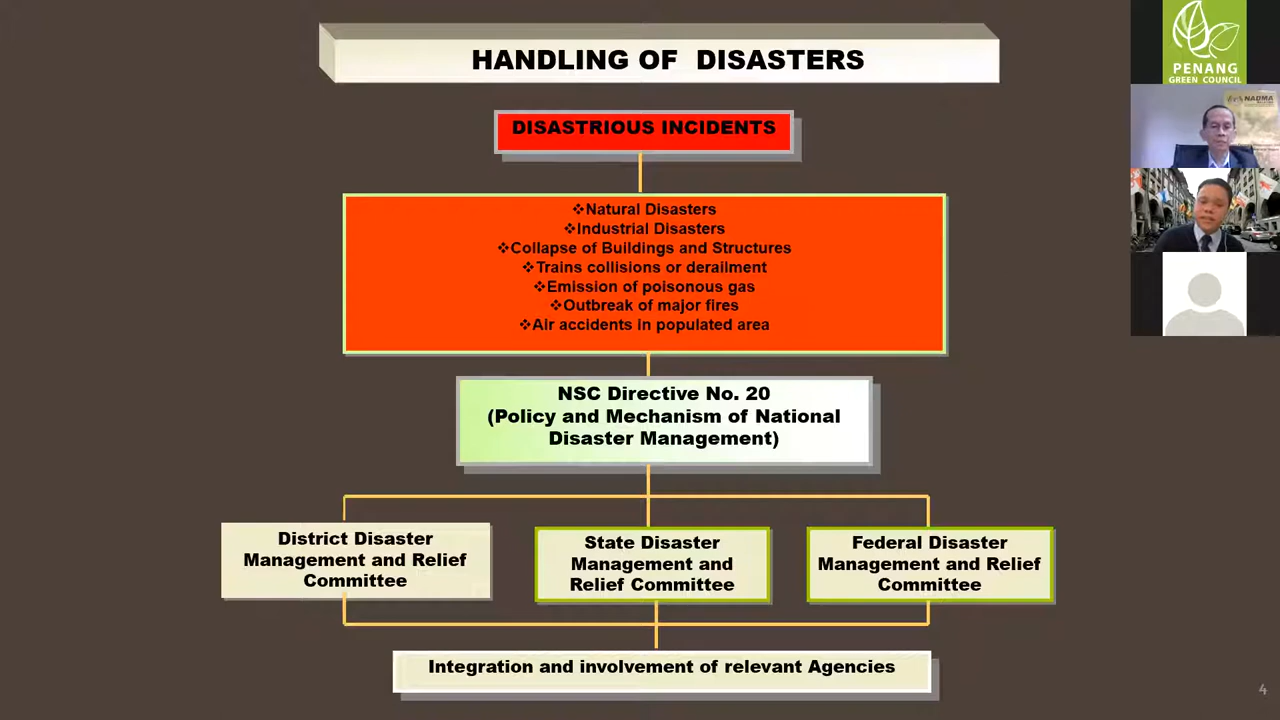 HANDLING OF DISASTERS
DISASTRIOUS INCIDENTS
❖Natural Disasters
❖Industrial Disasters
❖Collapse of Buildings and Structures
❖Trains collisions or derailment
❖Emission of poisonous gas
❖Outbreak of major fires
❖Air accidents in populated area
NSC Directive No. 20
(Policy and Mechanism of National
Disaster Management)
District Disaster
Management and Relief
Committee
State Disaster
Management and
Relief Committee
Federal Disaster
Management and Relief
Committee
Integration and involvement of relevant Agencies
4
PENANG
GREEN COUNCIL
NADMA